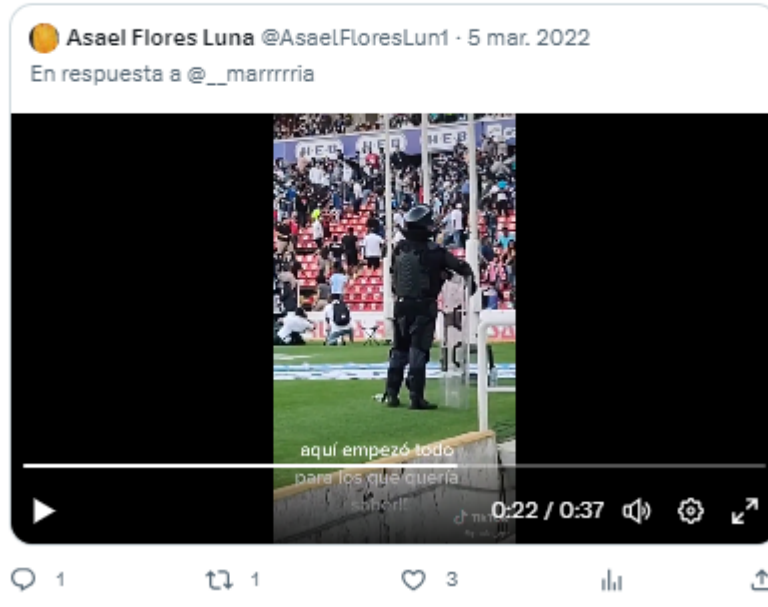 Asael Flores Luna @AsaelFloresLun1 · 5 mar. 2022
En respuesta a @__marrrrria
H-E-B H-E-B H-E-B
aquí empezó todo
para los que quería
0:22 / 0:37
TikTok
1 1 3